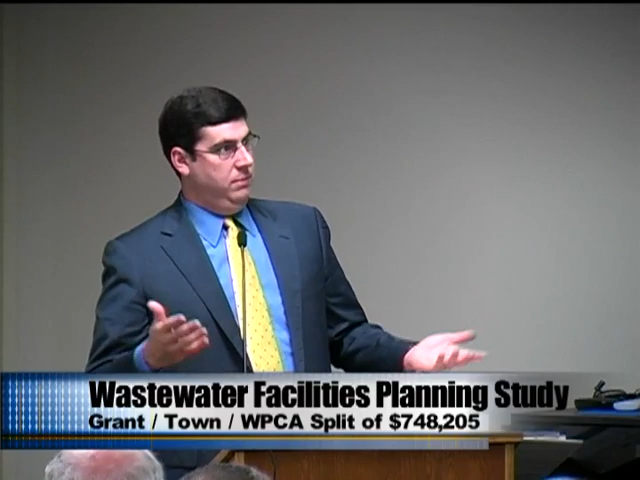 Wastewater Facilities Planning Study
Grant / Town / WPCA Split of $748,205